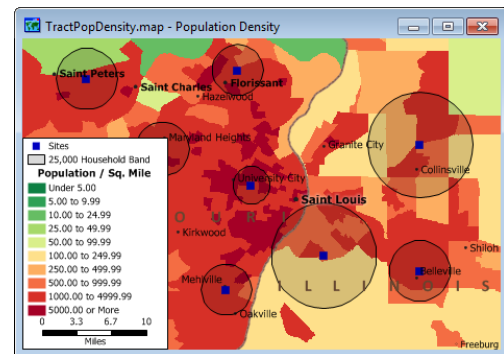 TractPopDensity.map - Population Density
Saint Peters
Saint Charles
Florissant
Hazelwood
Maryland Heights
Granite City
Collinsville
University City
Saint Louis
O U R I
Kirkwood
Shiloh
Mehlville
Belleville
I L L I N O I S
Oakville
Freeburg
Sites
25,000 Household Band
Population / Sq. Mile
Under 5.00
5.00 to 9.99
10.00 to 24.99
25.00 to 49.99
50.00 to 99.99
100.00 to 249.99
250.00 to 499.99
500.00 to 999.99
1000.00 to 4999.99
5000.00 or More
0 3.3 6.7 10
Miles